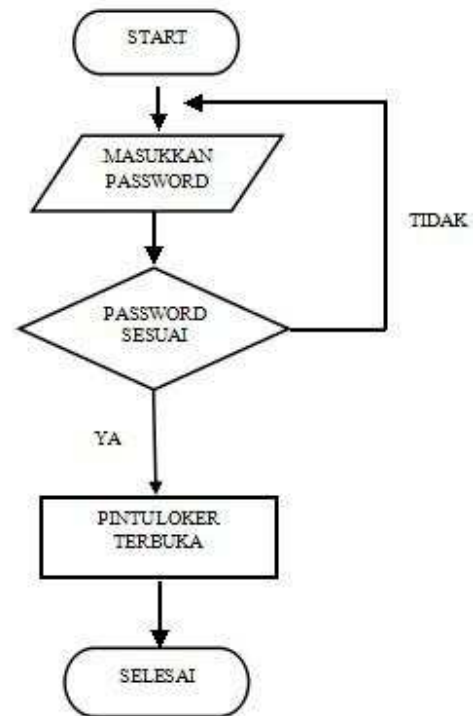 START
MASUKKAN
PASSWORD
TIDAK
PASSWORD
SESUAI
YA
PINTULOKER
TERBUKA
SELESAI